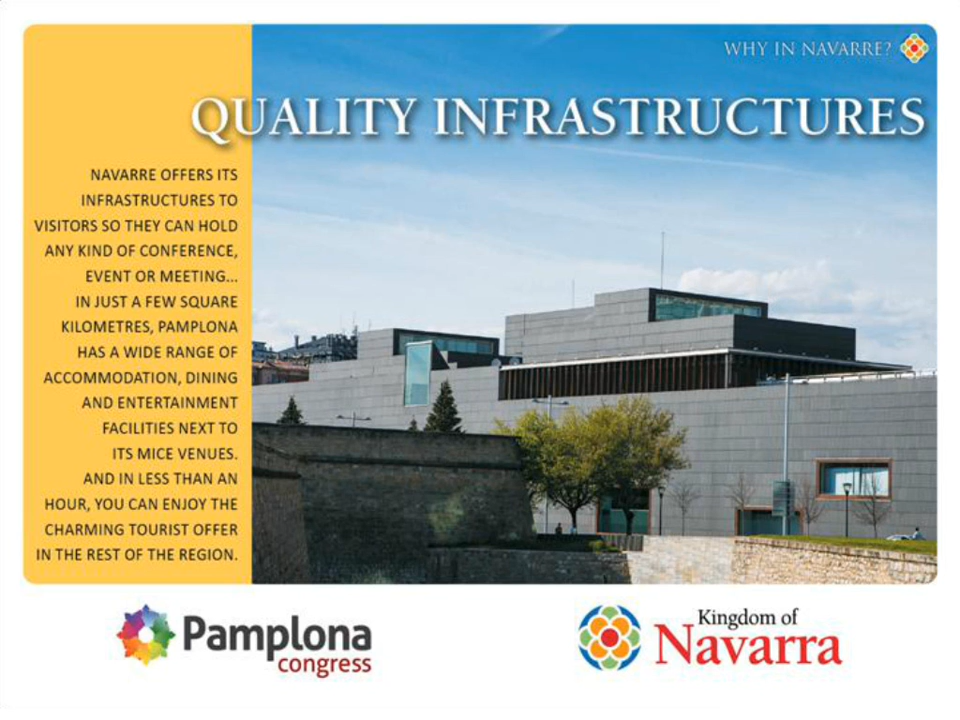 WHY IN NAVARRE?
QUALITY INFRASTRUCTURES
NAVARRE OFFERS ITS
INFRASTRUCTURES TO
VISITORS SO THEY CAN HOLD
ANY KIND OF CONFERENCE,
EVENT OR MEETING...
IN JUST A FEW SQUARE
KILOMETRES, PAMPLONA
HAS A WIDE RANGE OF
ACCOMMODATION, DINING
AND ENTERTAINMENT
FACILITIES NEXT TO
ITS MICE VENUES.
AND IN LESS THAN AN
HOUR, YOU CAN ENJOY THE
CHARMING TOURIST OFFER
IN THE REST OF THE REGION.
Pamplona
congress
Kingdom of
Navarra